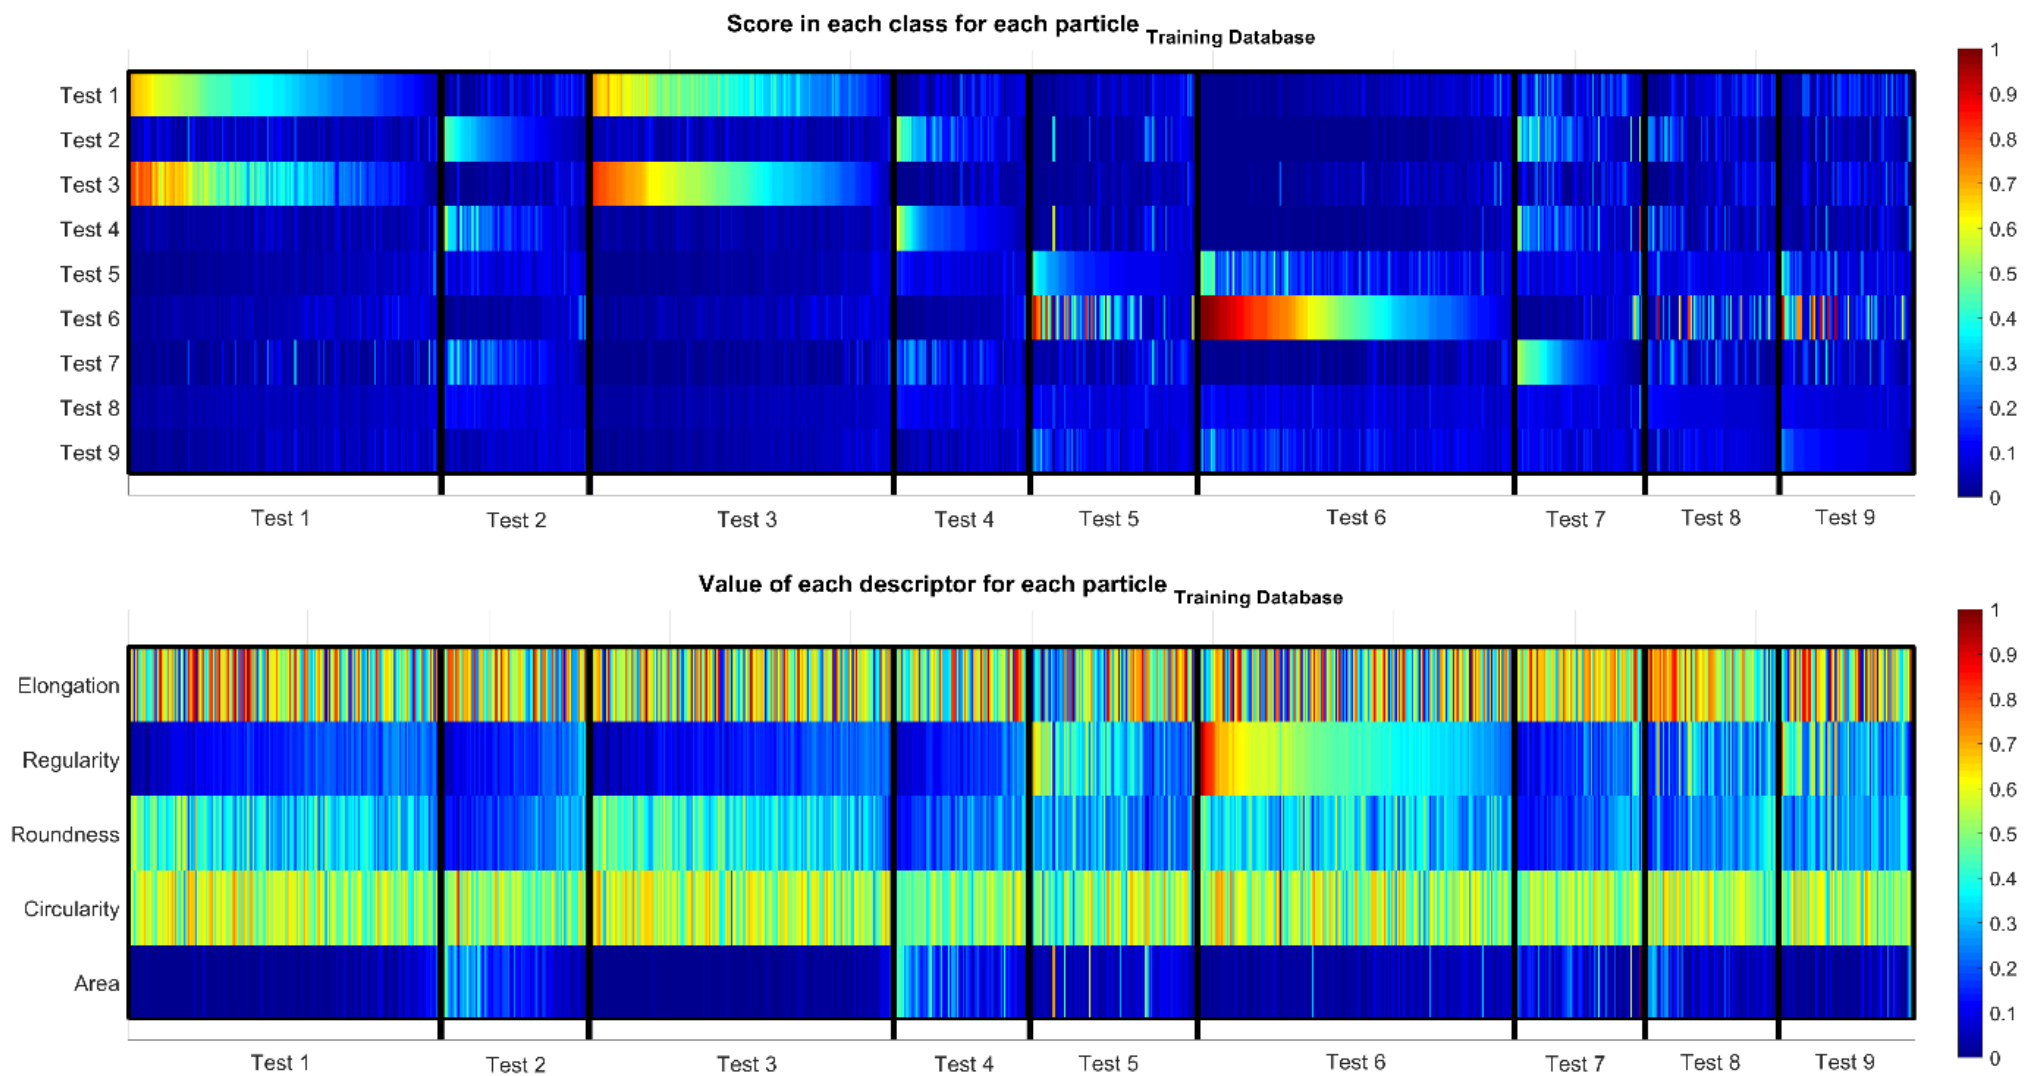 Score in each class for each particle Training Database
Test 1
Test 2
Test 3
Test 4
Test 5
Test 6
Test 7
Test 8
Test 9
1
0.9
0.8
0.7
0.6
0.5
0.4
0.3
0.2
0.1
0
Test 1 Test 2 Test 3 Test 4 Test 5 Test 6 Test 7 Test 8 Test 9
Value of each descriptor for each particle Training Database
Elongation
Regularity
Roundness
Circularity
Area
1
0.9
0.8
0.7
0.6
0.5
0.4
0.3
0.2
0.1
0
Test 1 Test 2 Test 3 Test 4 Test 5 Test 6 Test 7 Test 8 Test 9